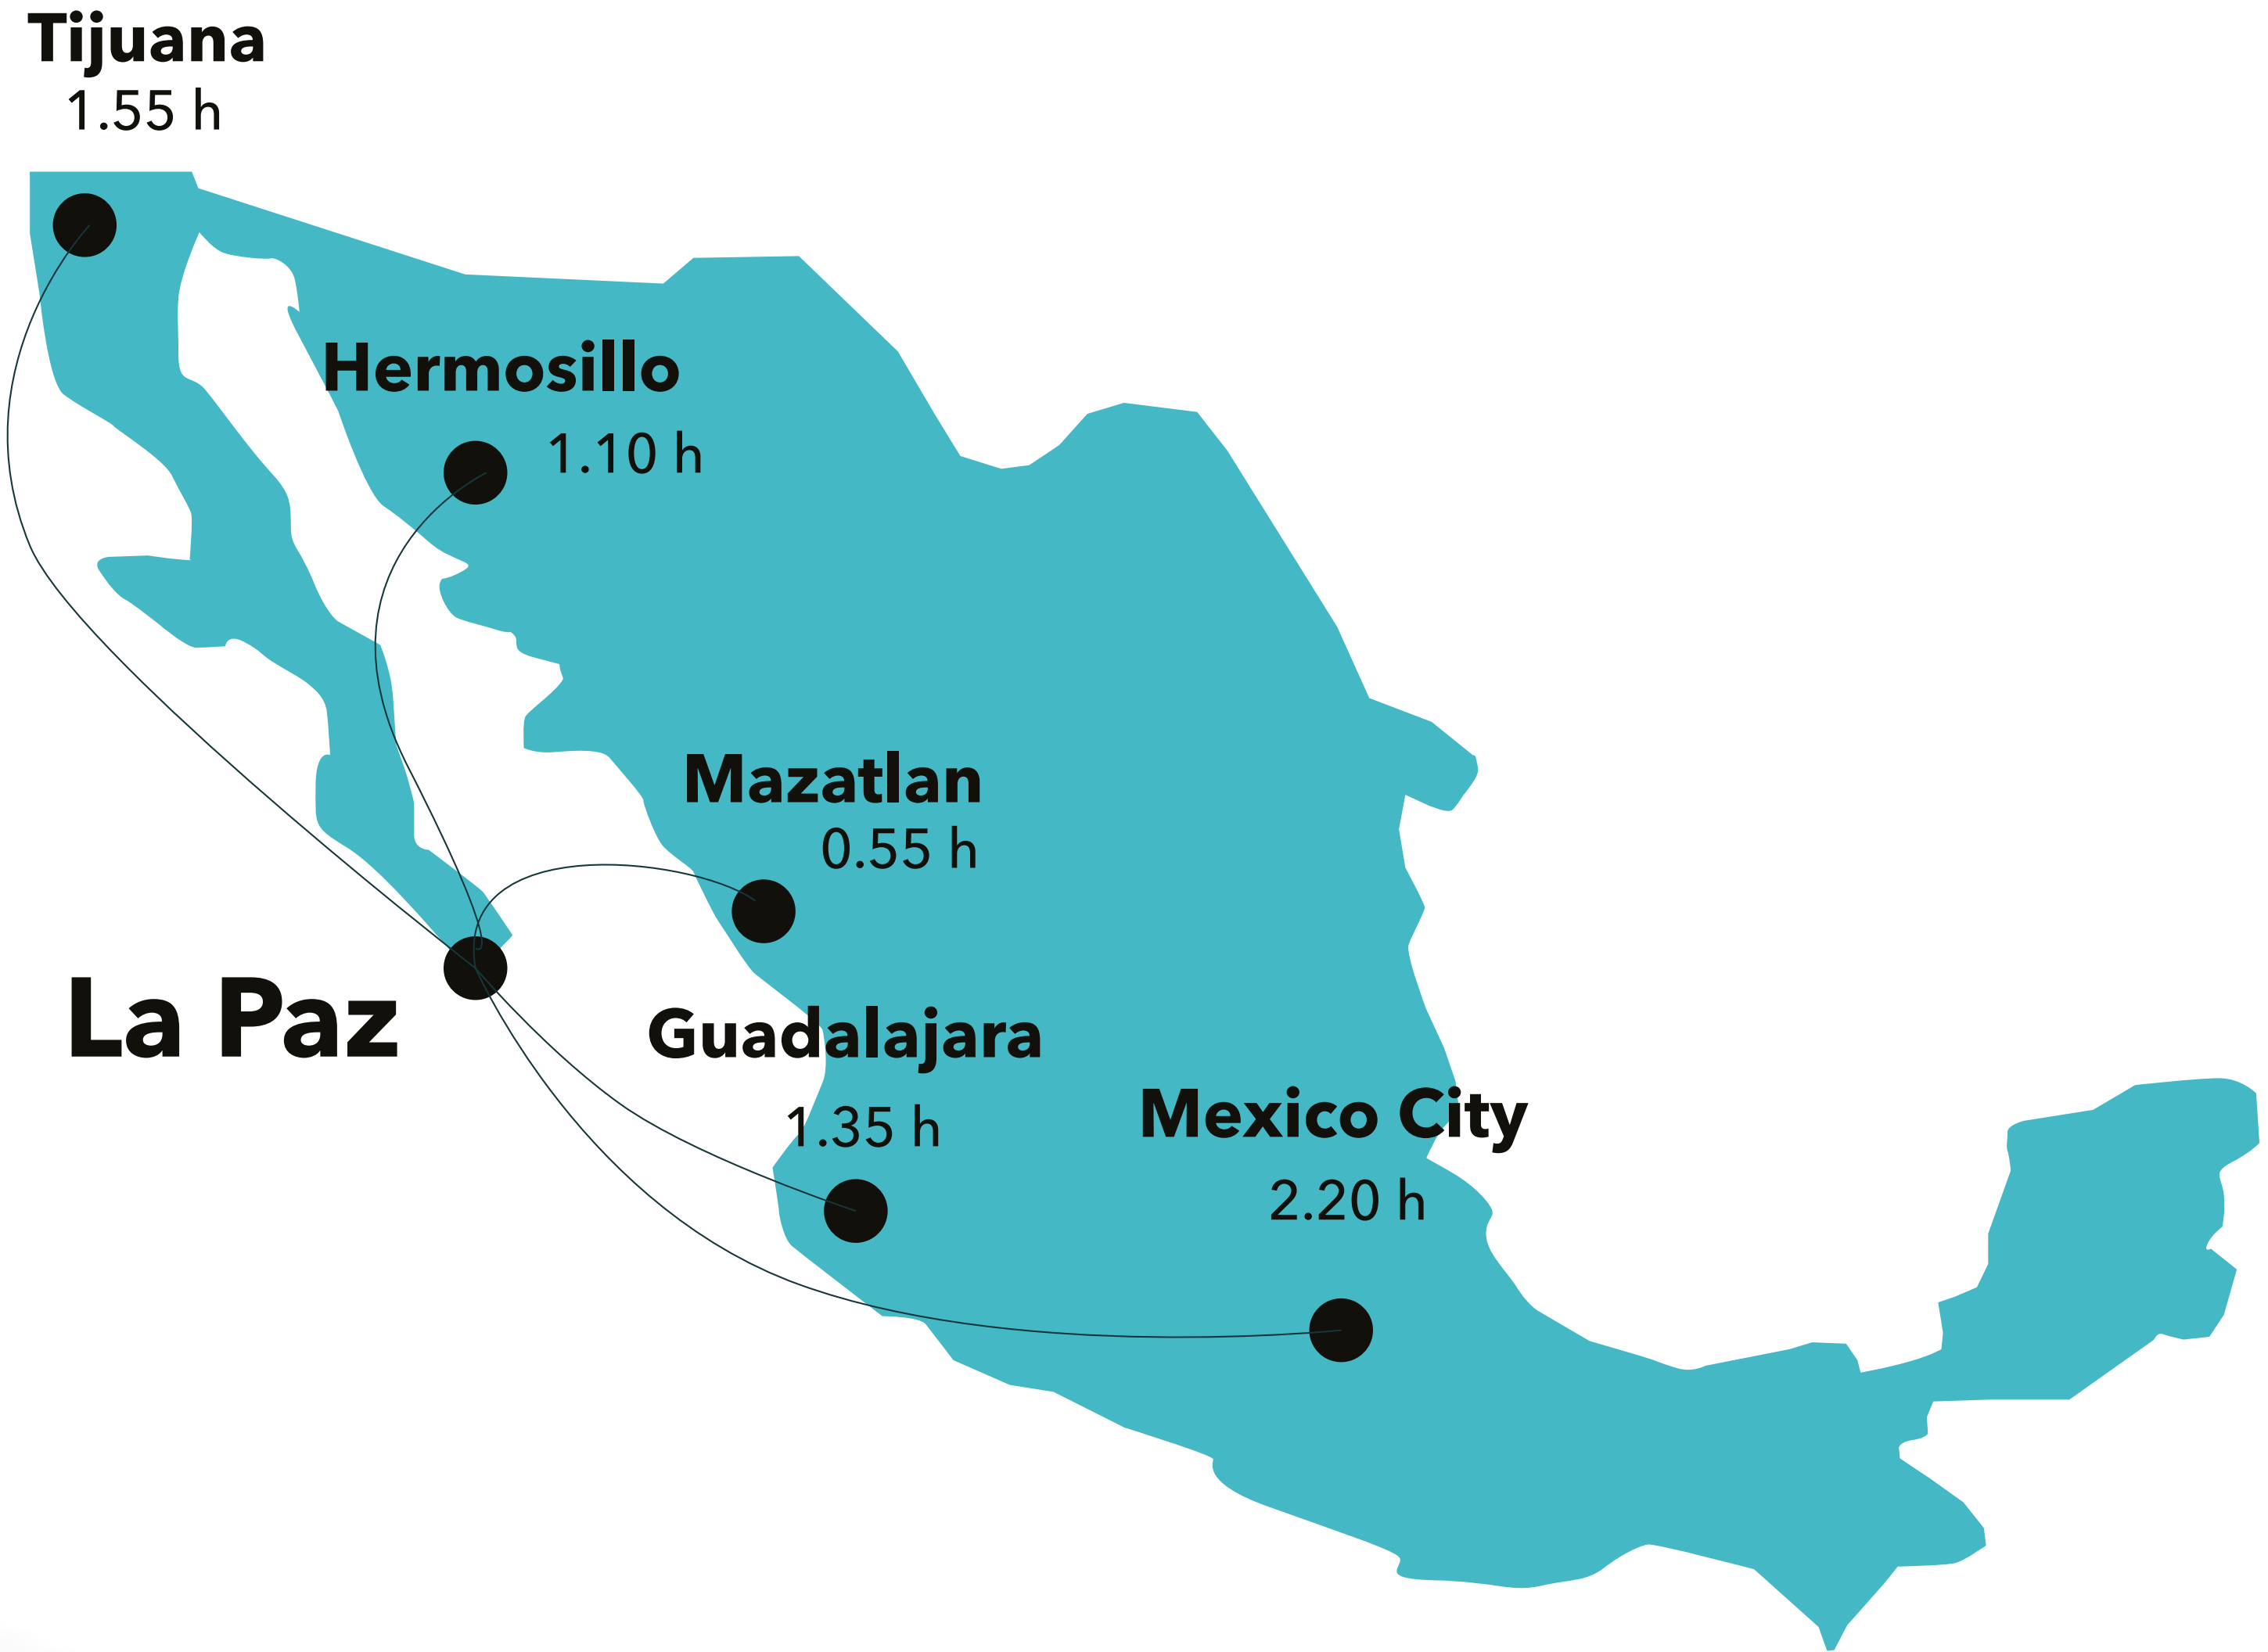 Tijuana
1.55 h
Hermosillo
1.10 h
Mazatlan
0.55 h
La Paz
Guadalajara
1.35 h
Mexico City
2.20 h